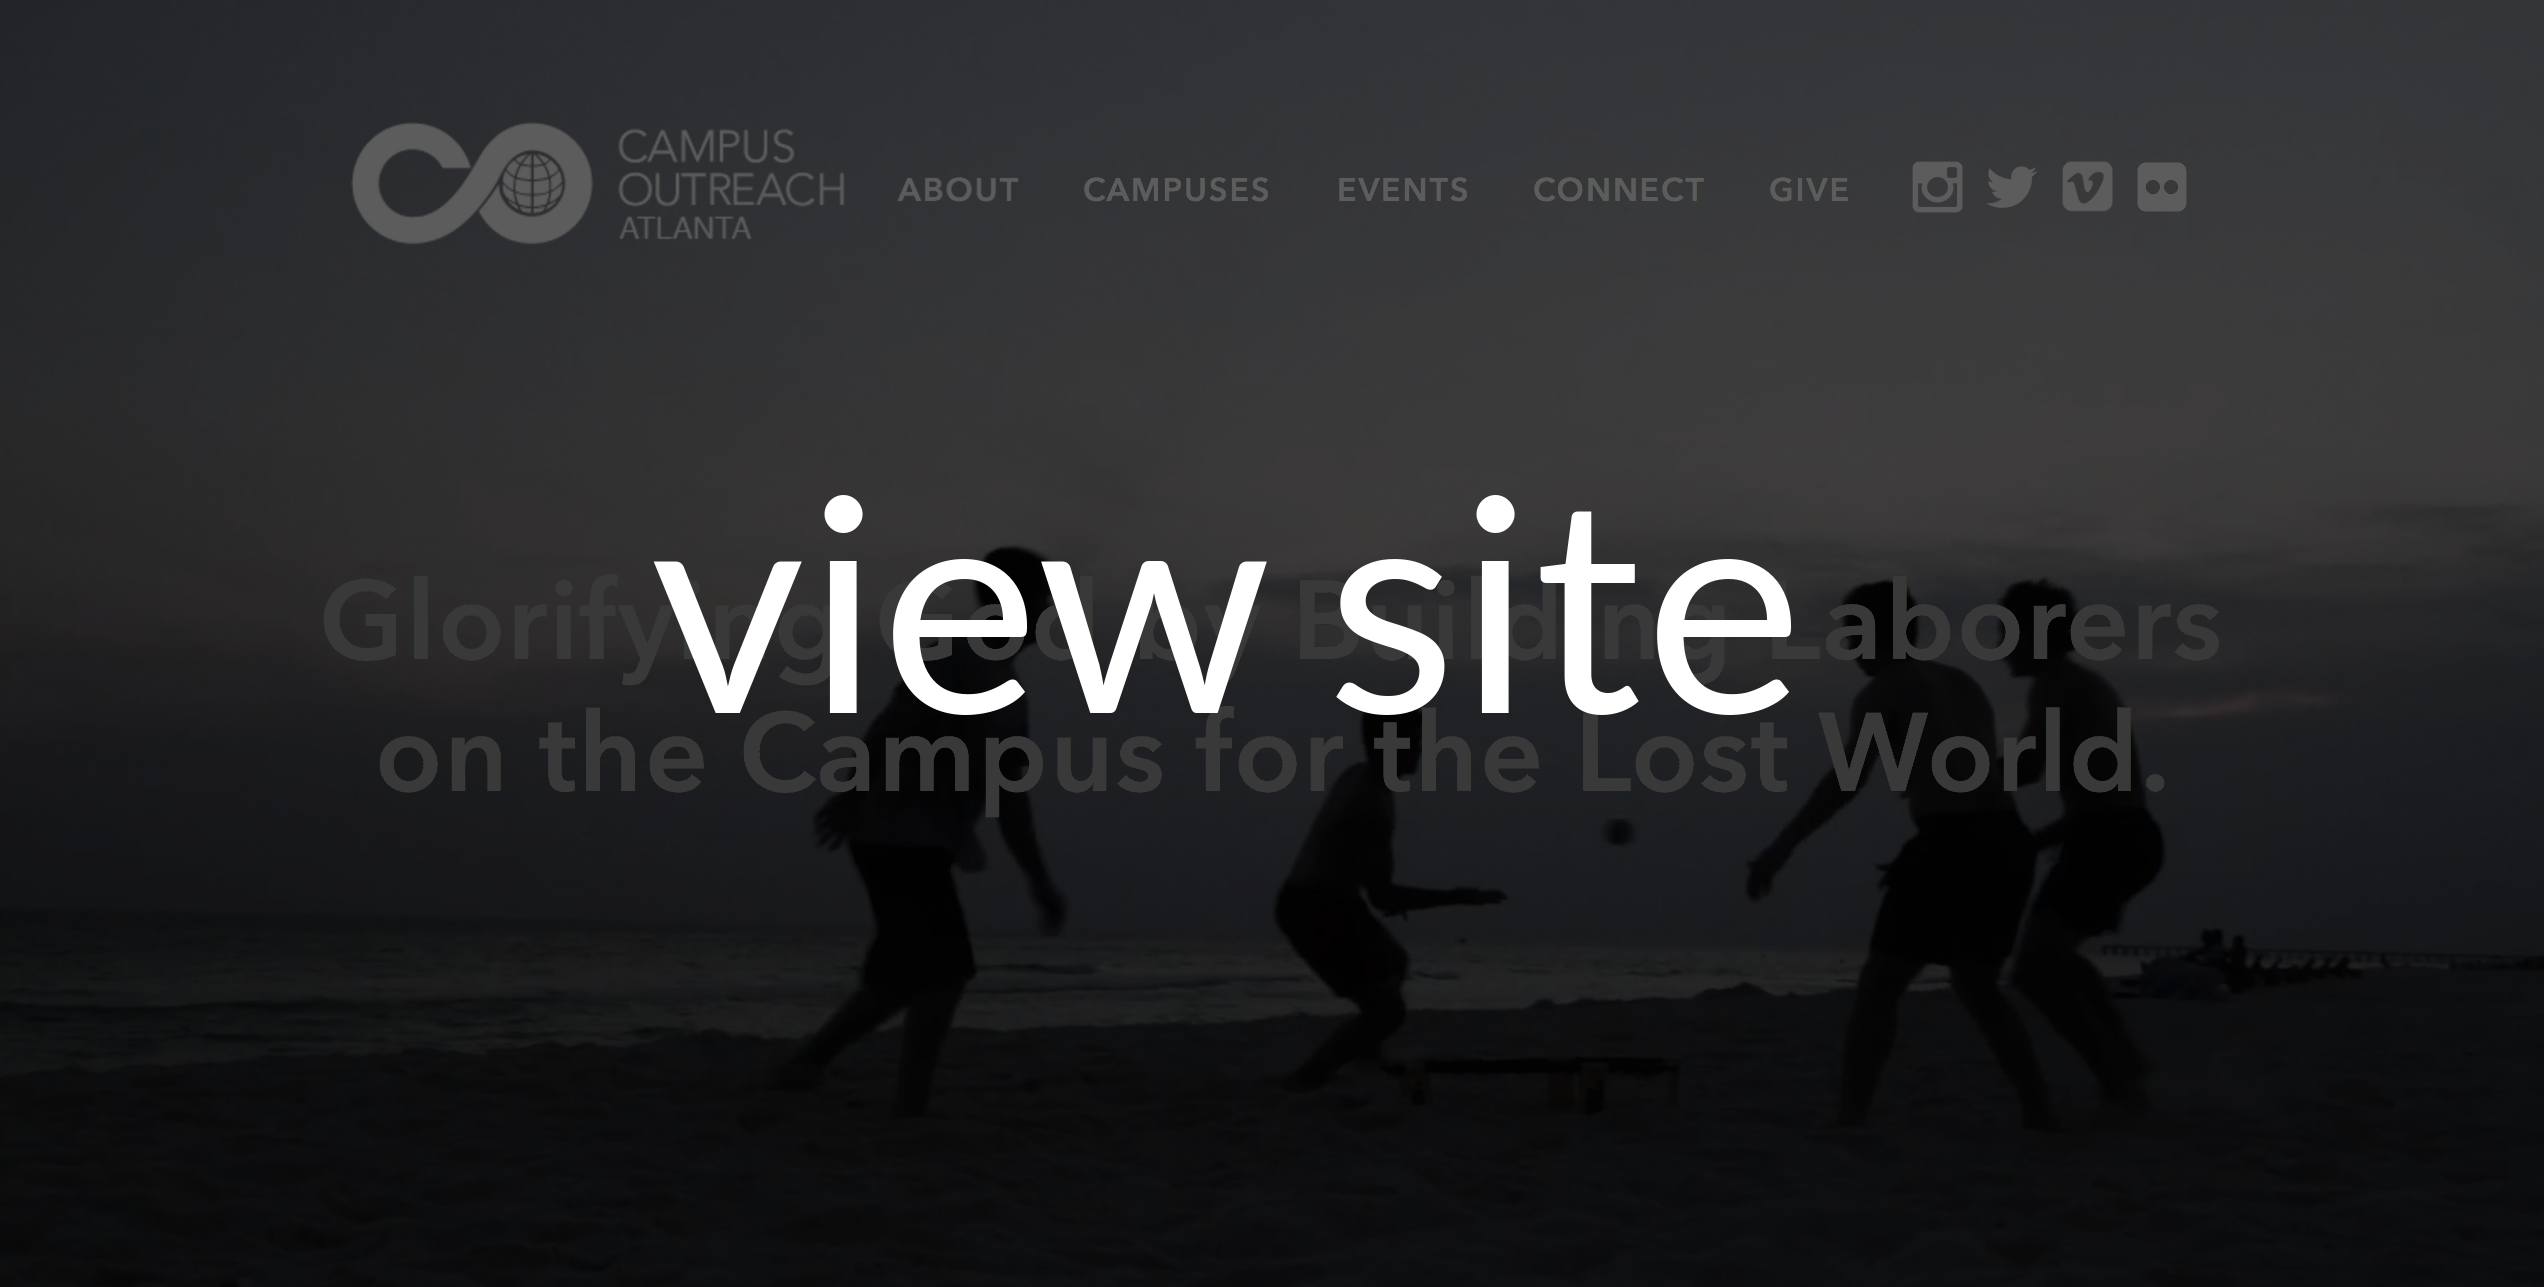 CAMPUS
OUTREACH
ATLANTA
ABOUT CAMPUSES EVENTS CONNECT GIVE
view site
Glorifying God by Building Laborers
on the Campus for the Lost World.